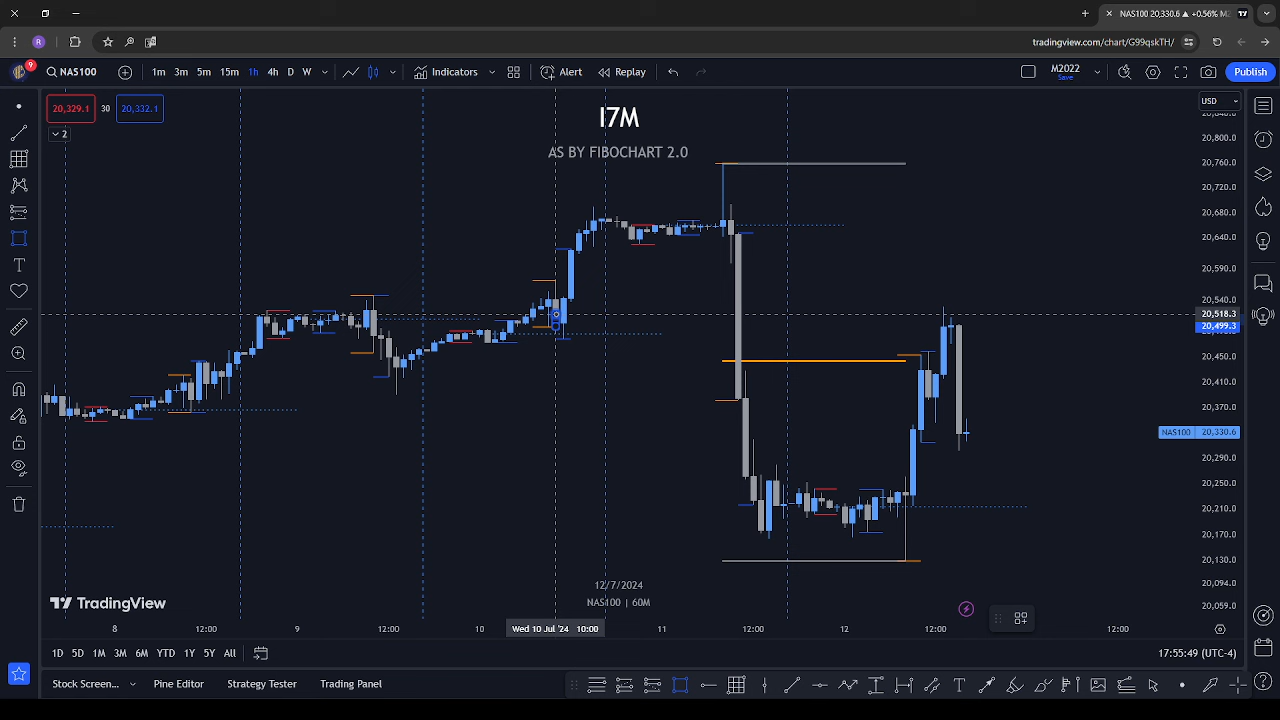 NAS100 20,330.6 ▲ +0.56% M2
R
tradingview.com/chart/G99qskTH/
9
NAS100
1m 3m 5m 15m 1h 4h D W
Indicators
Alert
Replay
M2022
Save
Publish
20,329.1 30 20,332.1
2
I7M
AS BY FIBOCHART 2.0
USD
20,840.0
20,800.0
20,760.0
20,720.0
20,680.0
20,640.0
20,590.0
20,540.0
20,518.3
20,499.3
20,450.0
20,410.0
20,370.0
NAS100 20,330.6
20,290.0
20,250.0
20,210.0
20,170.0
20,130.0
20,094.0
20,059.0
12/7/2024
NAS100 | 60M
TradingView
8 12:00 9 12:00 10 Wed 10 Jul '24 10:00 11 12:00 12 12:00 12:00
1D 5D 1M 3M 6M YTD 1Y 5Y All
17:55:49 (UTC-4)
Stock Screen... Pine Editor Strategy Tester Trading Panel